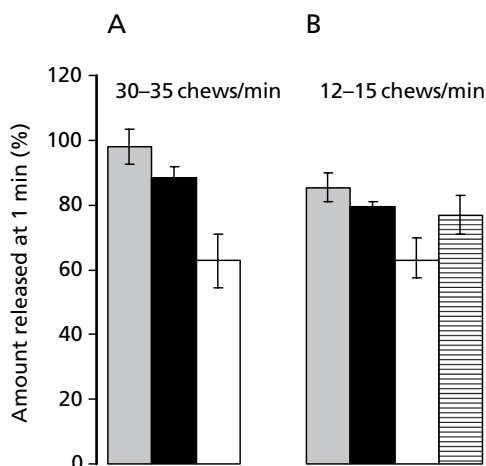 A
B
30–35 chews/min
12–15 chews/min
Amount released at 1 min (%)
120
100
80
60
40
20
0